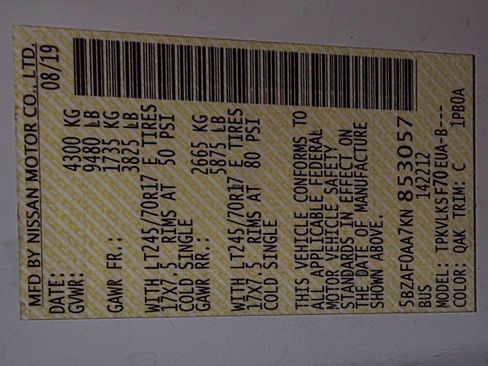 MFD BY NISSAN MOTOR CO., LTD.
DATE: 08/19
GVWR: 4300 KG
9480 LB
GAWR FR.: 1735 KG
3825 LB
WITH LT245/70R17 E TIRES
17X7.5 RIMS AT 50 PSI
COLD SINGLE
GAWR RR.: 2665 KG
5875 LB
WITH LT245/70R17 E TIRES
17X7.5 RIMS AT 80 PSI
COLD SINGLE
THIS VEHICLE CONFORMS TO
ALL APPLICABLE FEDERAL
MOTOR VEHICLE SAFETY
STANDARDS IN EFFECT ON
THE DATE OF MANUFACTURE
SHOWN ABOVE.
5BZAF0AA7KN 853057
BUS 142212
MODEL: TPKVLKSF70EUA-B---
COLOR: QAK TRIM: C 1PBOA